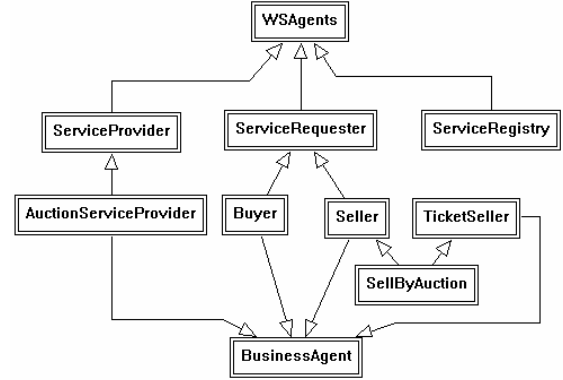 WSAgents
ServiceProvider
ServiceRequester
ServiceRegistry
AuctionServiceProvider
Buyer
Seller
TicketSeller
SellByAuction
BusinessAgent